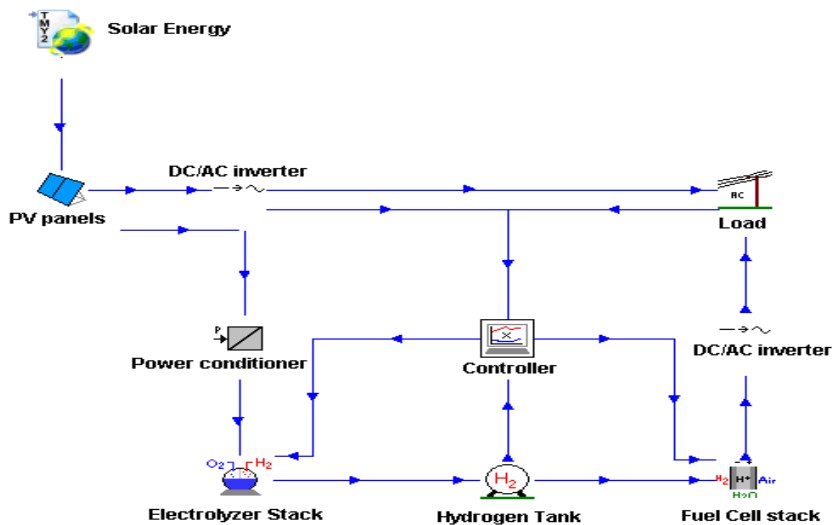 TMY2
Solar Energy
DC/AC inverter
PV panels
AC
Load
P
Power conditioner
X
Controller
DC/AC inverter
O2
H2
H2
H2
H+
Air
H2O
Electrolyzer Stack
Hydrogen Tank
Fuel Cell stack